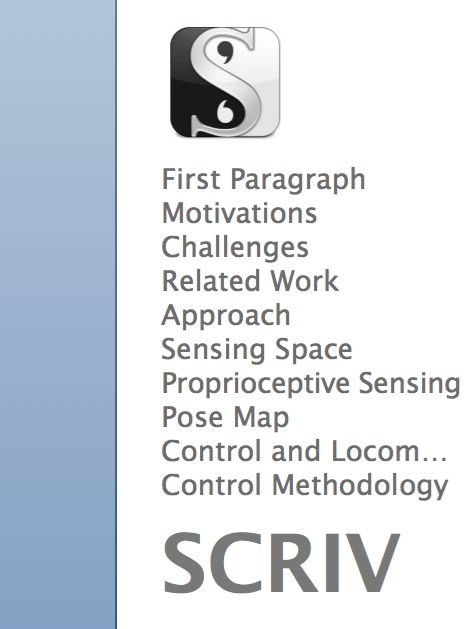 First Paragraph
Motivations
Challenges
Related Work
Approach
Sensing Space
Proprioceptive Sensing
Pose Map
Control and Locom…
Control Methodology
SCRIV